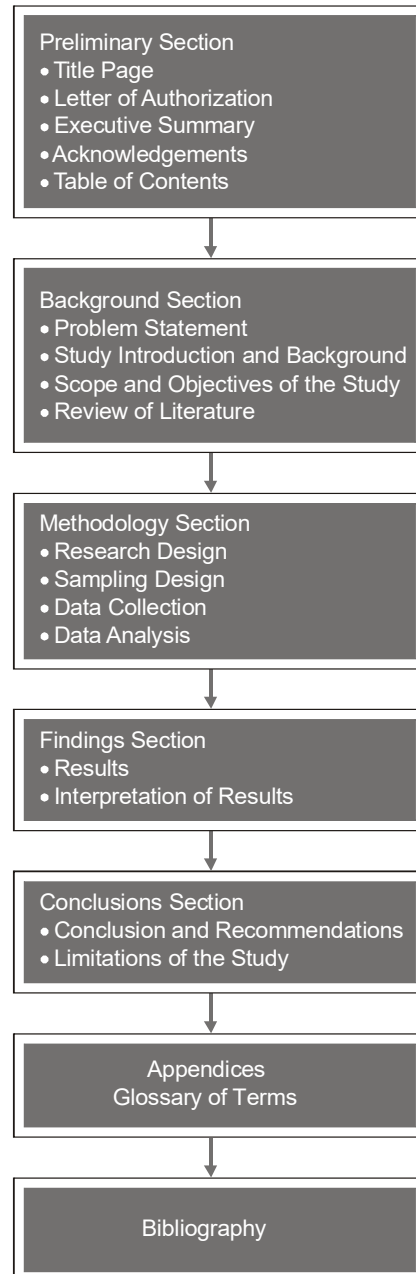 Preliminary Section
• Title Page
• Letter of Authorization
• Executive Summary
• Acknowledgements
• Table of Contents
Background Section
• Problem Statement
• Study Introduction and Background
• Scope and Objectives of the Study
• Review of Literature
Methodology Section
• Research Design
• Sampling Design
• Data Collection
• Data Analysis
Findings Section
• Results
• Interpretation of Results
Conclusions Section
• Conclusion and Recommendations
• Limitations of the Study
Appendices
Glossary of Terms
Bibliography